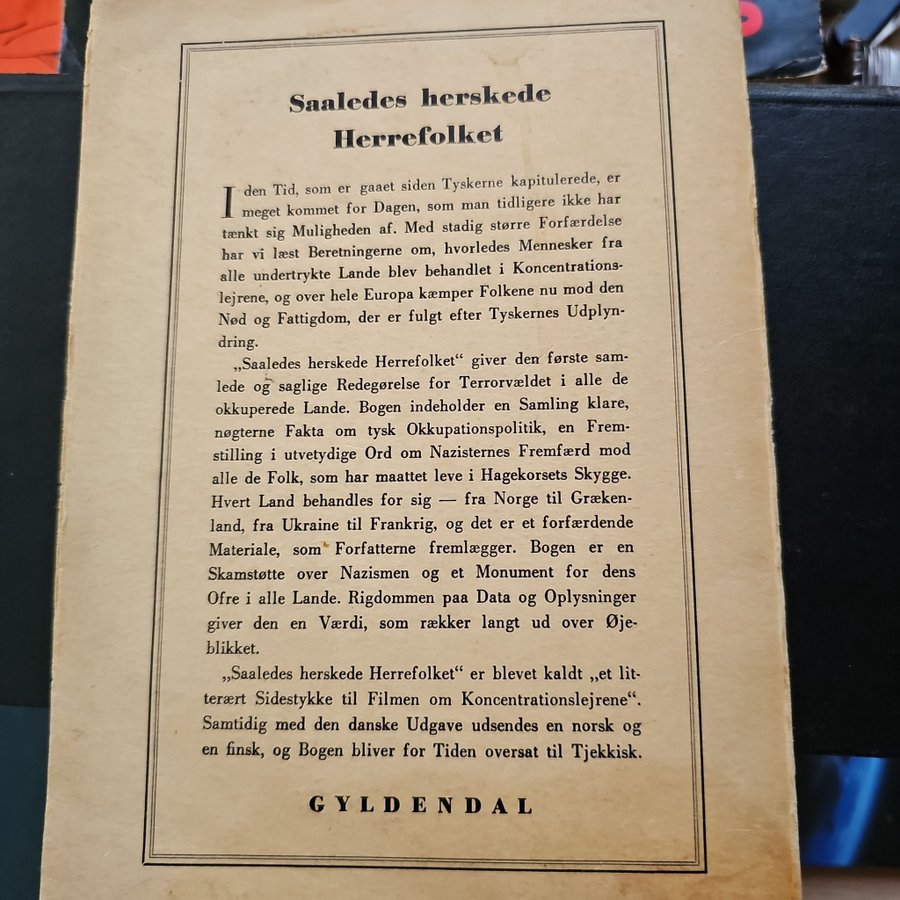 Saaledes herskede
Herrefolket
I den Tid, som er gaaet siden Tyskerne kapitulerede, er
meget kommet for Dagen, som man tidligere ikke har
tænkt sig Muligheden af. Med stadig større Forfærdelse
har vi læst Beretningerne om, hvorledes Mennesker fra
alle undertrykte Lande blev behandlet i Koncentrations-
lejrene, og over hele Europa kæmper Folkene nu mod den
Nød og Fattigdom, der er fulgt efter Tyskernes Udplyn-
dring.
„Saaledes herskede Herrefolket“ giver den første sam-
lede og saglige Redegørelse for Terrorvældet i alle de
okkuperede Lande. Bogen indeholder en Samling klare,
nøgterne Fakta om tysk Okkupationspolitik, en Frem-
stilling i utvetydige Ord om Nazisternes Fremfærd mod
alle de Folk, som har maattet leve i Hagekorsets Skygge.
Hvert Land behandles for sig — fra Norge til Græken-
land, fra Ukraine til Frankrig, og det er et forfærdende
Materiale, som Forfatterne fremlægger. Bogen er en
Skamstøtte over Nazismen og et Monument for dens
Ofre i alle Lande. Rigdommen paa Data og Oplysninger
giver den en Værdi, som rækker langt ud over Øje-
blikket.
„Saaledes herskede Herrefolket“ er blevet kaldt „et lit-
terært Sidestykke til Filmen om Koncentrationslejrene“.
Samtidig med den danske Udgave udsendes en norsk og
en finsk, og Bogen bliver for Tiden oversat til Tjekkisk.
GYLDENDAL